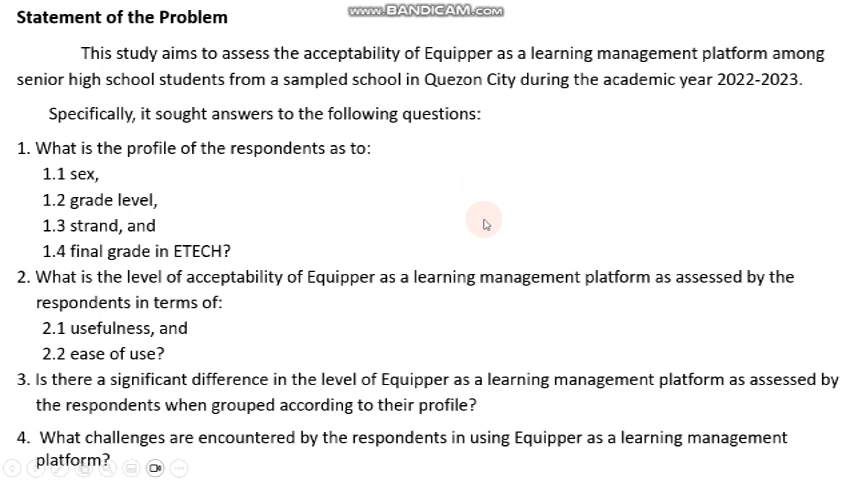 www.BANDICAM.com
Statement of the Problem
This study aims to assess the acceptability of Equipper as a learning management platform among
senior high school students from a sampled school in Quezon City during the academic year 2022-2023.
Specifically, it sought answers to the following questions:
1. What is the profile of the respondents as to:
1.1 sex,
1.2 grade level,
1.3 strand, and
1.4 final grade in ETECH?
2. What is the level of acceptability of Equipper as a learning management platform as assessed by the
respondents in terms of:
2.1 usefulness, and
2.2 ease of use?
3. Is there a significant difference in the level of Equipper as a learning management platform as assessed by
the respondents when grouped according to their profile?
4. What challenges are encountered by the respondents in using Equipper as a learning management
platform?